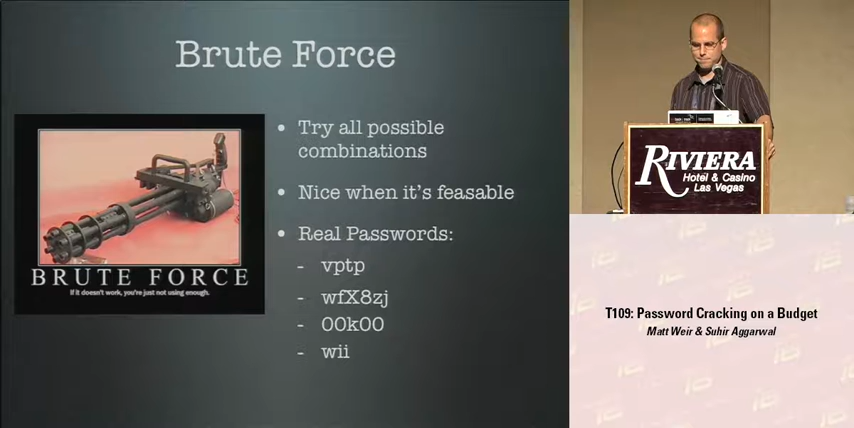 Brute Force
• Try all possible
combinations
• Nice when it's feasable
• Real Passwords:
- vptp
- wfX8zj
- 00k00
- wii
BRUTE FORCE
If it doesn't work, you're just not using enough.
RIVIERA
Hotel & Casino
Las Vegas
T109: Password Cracking on a Budget
Matt Weir & Suhir Aggarwal